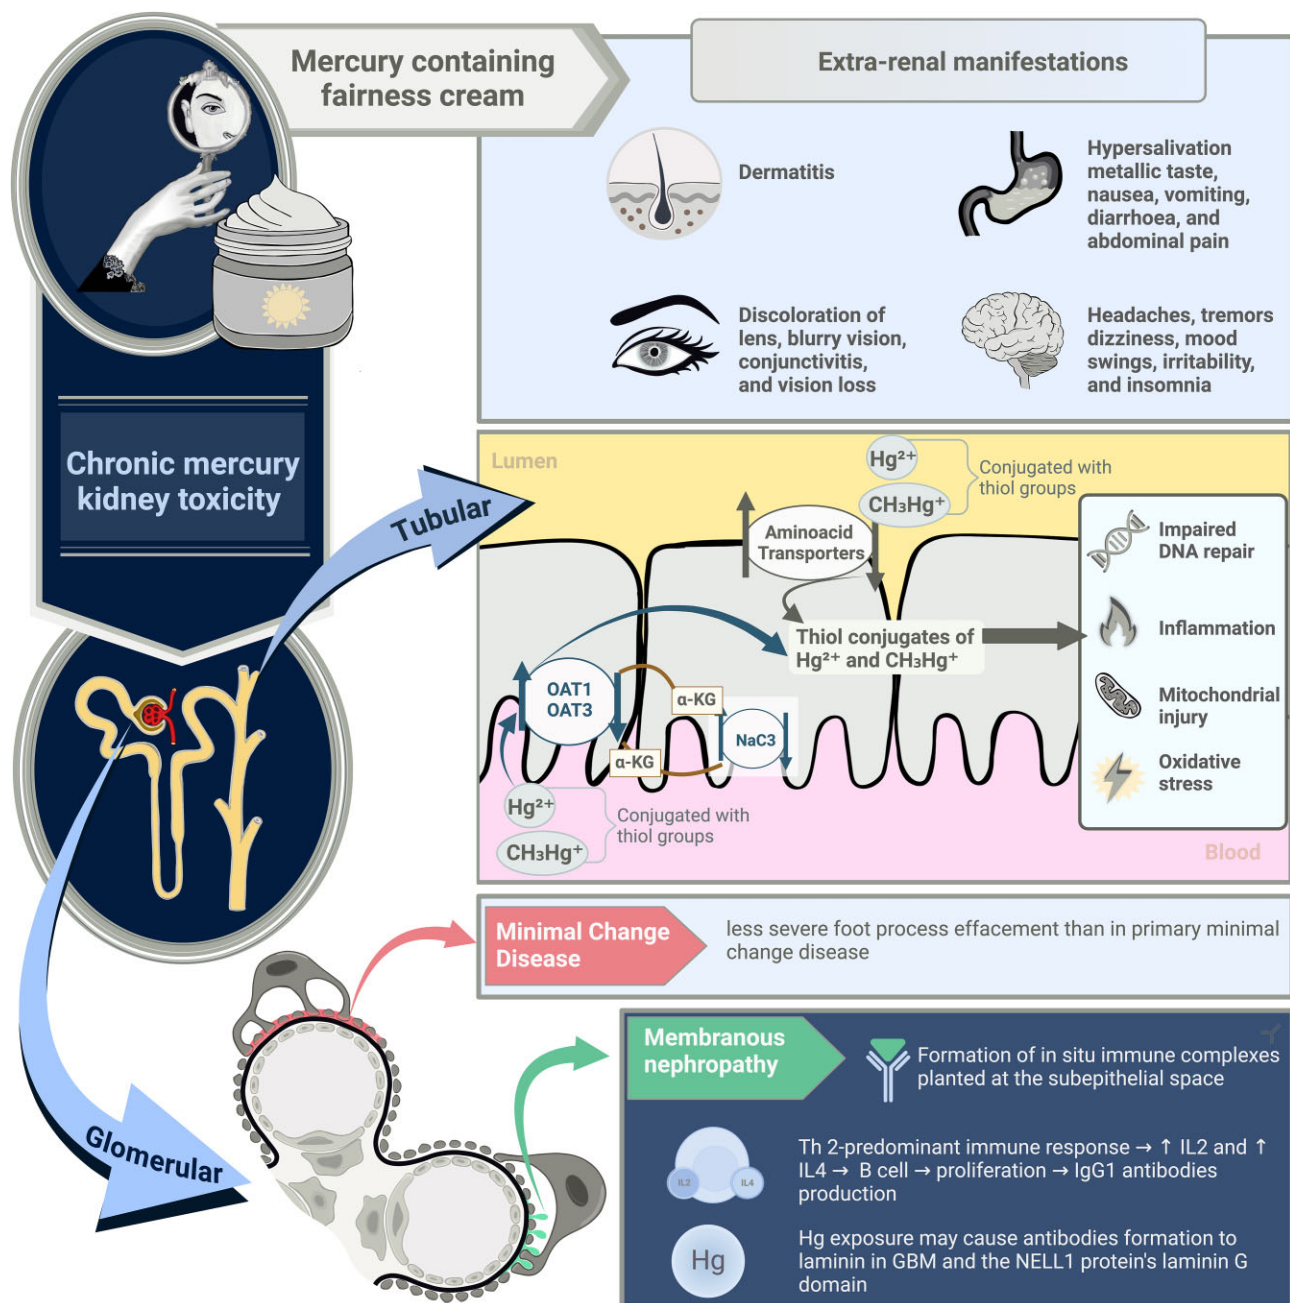 Mercury containing
fairness cream
Extra-renal manifestations
Dermatitis
Hypersalivation
metallic taste,
nausea, vomiting,
diarrhoea, and
abdominal pain
Discoloration of
lens, blurry vision,
conjunctivitis,
and vision loss
Headaches, tremors
dizziness, mood
swings, irritability,
and insomnia
Chronic mercury
kidney toxicity
Tubular
Lumen
Hg²⁺
CH₃Hg⁺
Conjugated with
thiol groups
Aminoacid
Transporters
Thiol conjugates of
Hg²⁺ and CH₃Hg⁺
OAT1
OAT3
α-KG
α-KG
NaC3
Hg²⁺
CH₃Hg⁺
Conjugated with
thiol groups
Blood
Impaired
DNA repair
Inflammation
Mitochondrial
injury
Oxidative
stress
Glomerular
Minimal Change
Disease
less severe foot process effacement than in primary minimal
change disease
Membranous
nephropathy
Formation of in situ immune complexes
planted at the subepithelial space
IL2
IL4
Th 2-predominant immune response → ↑ IL2 and ↑
IL4 → B cell → proliferation → IgG1 antibodies
production
Hg
Hg exposure may cause antibodies formation to
laminin in GBM and the NELL1 protein's laminin G
domain